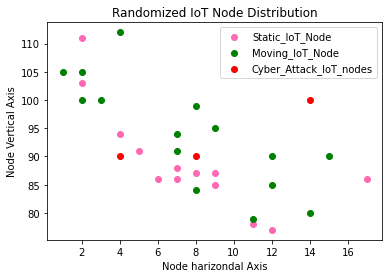 Randomized IoT Node Distribution
Static_IoT_Node
Moving_IoT_Node
Cyber_Attack_IoT_nodes
Node Vertical Axis
110
105
100
95
90
85
80
2 4 6 8 10 12 14 16
Node harizondal Axis